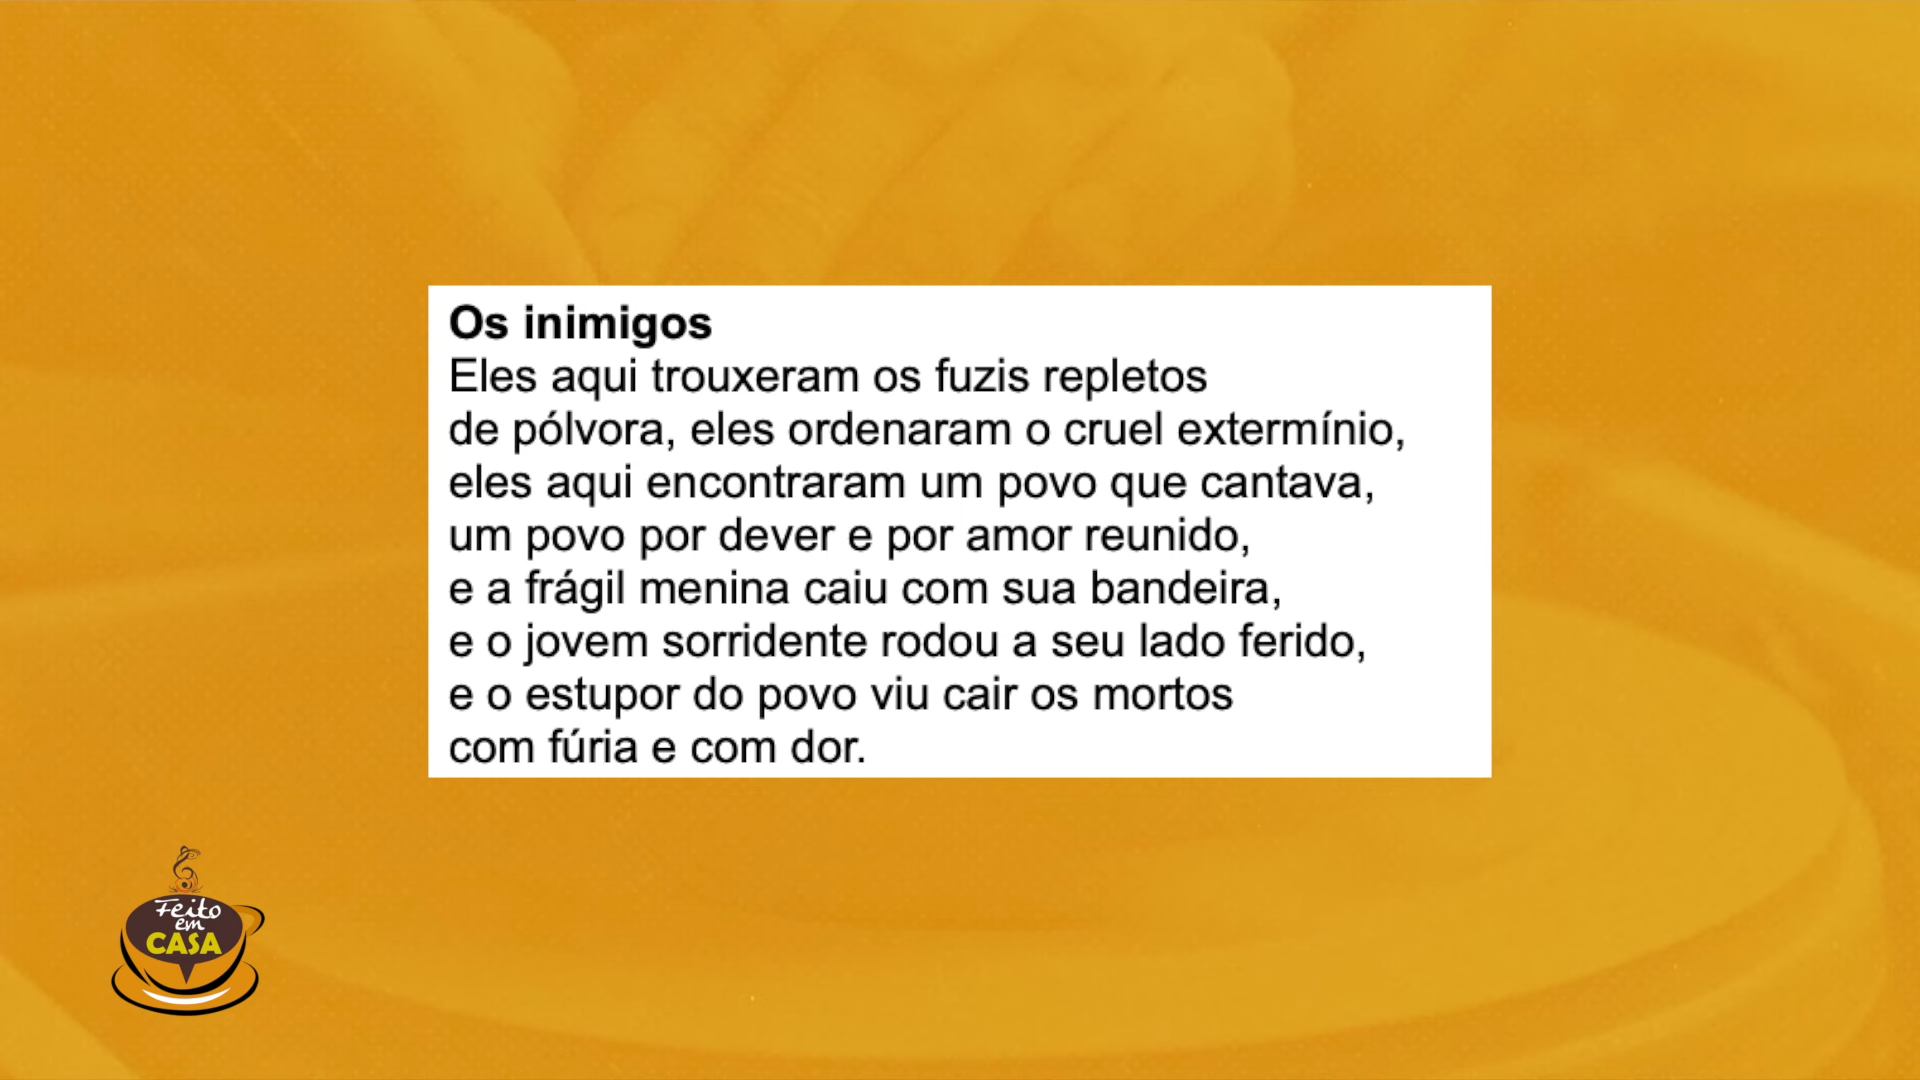 Os inimigos
Eles aqui trouxeram os fuzis repletos
de pólvora, eles ordenaram o cruel extermínio,
eles aqui encontraram um povo que cantava,
um povo por dever e por amor reunido,
e a frágil menina caiu com sua bandeira,
e o jovem sorridente rodou a seu lado ferido,
e o estupor do povo viu cair os mortos
com fúria e com dor.
Feito
em
CASA